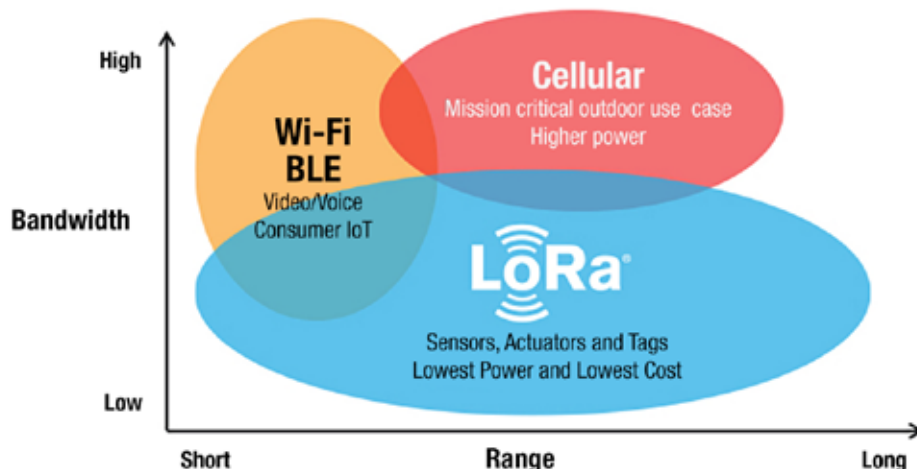 High
Cellular
Mission critical outdoor use case
Higher power
Wi-Fi
BLE
Video/Voice
Consumer IoT
Bandwidth
LoRa®
Sensors, Actuators and Tags
Lowest Power and Lowest Cost
Low
Short
Range
Long